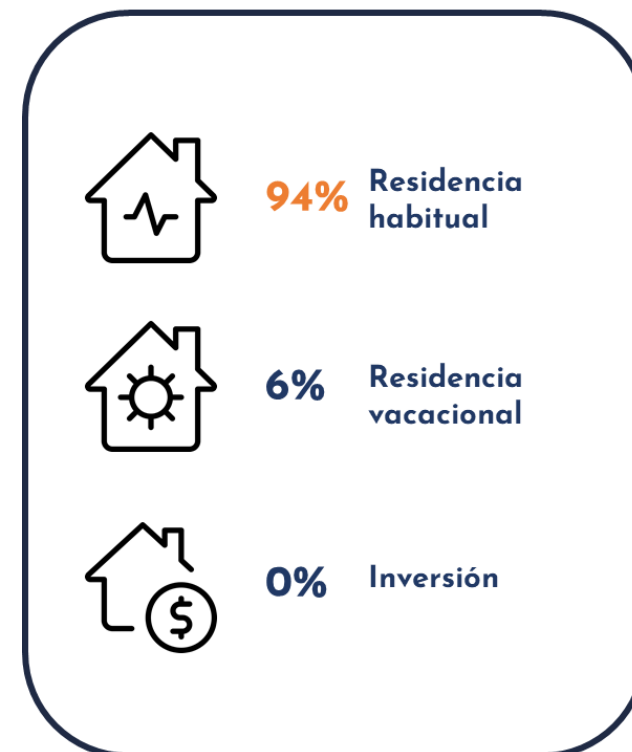 94% Residencia
habitual
6% Residencia
vacacional
$
0% Inversión